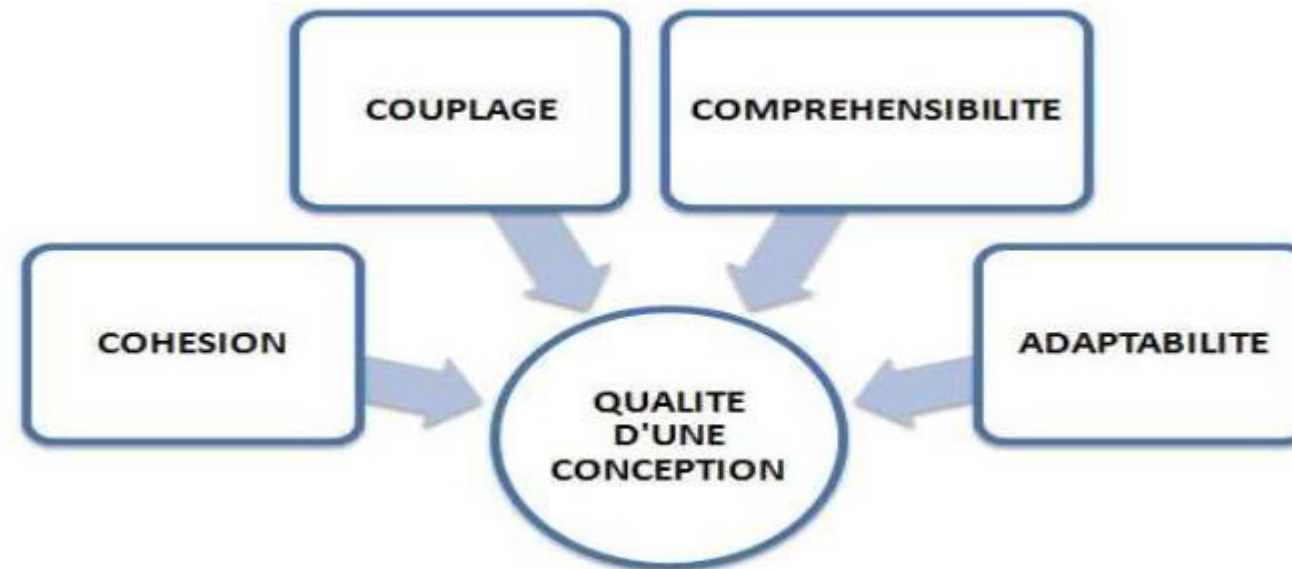 COUPLAGE
COMPREHENSIBILITE
COHESION
ADAPTABILITE
QUALITE
D'UNE
CONCEPTION